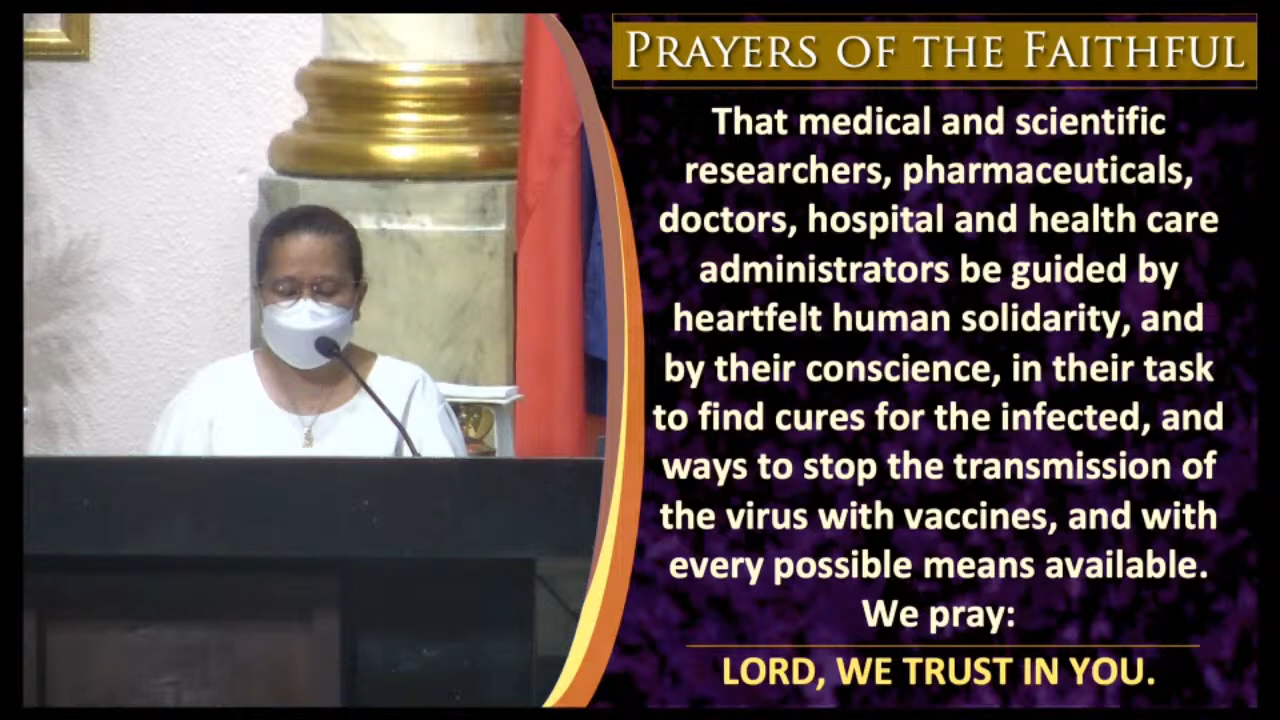 PRAYERS OF THE FAITHFUL
That medical and scientific
researchers, pharmaceuticals,
doctors, hospital and health care
administrators be guided by
heartfelt human solidarity, and
by their conscience, in their task
to find cures for the infected, and
ways to stop the transmission of
the virus with vaccines, and with
every possible means available.
We pray:
LORD, WE TRUST IN YOU.